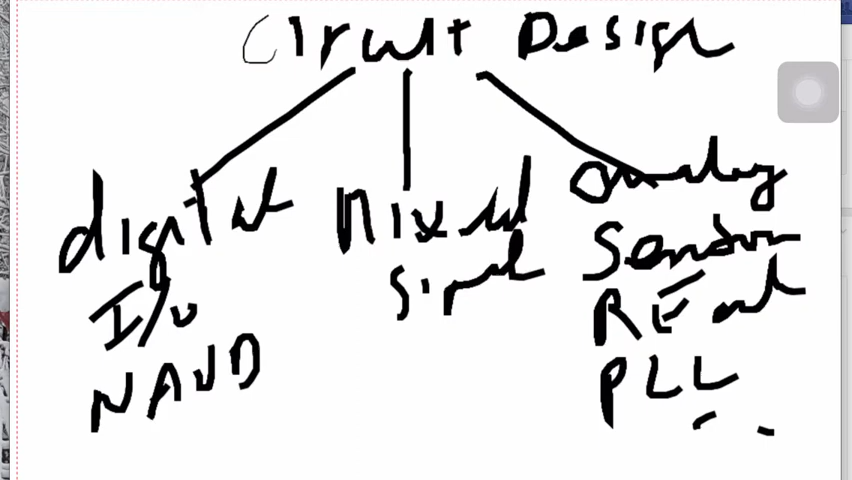 Circuit Design
digital
I/o
NAND
Mixed
Signal
analog
Sensor
RF
PLL